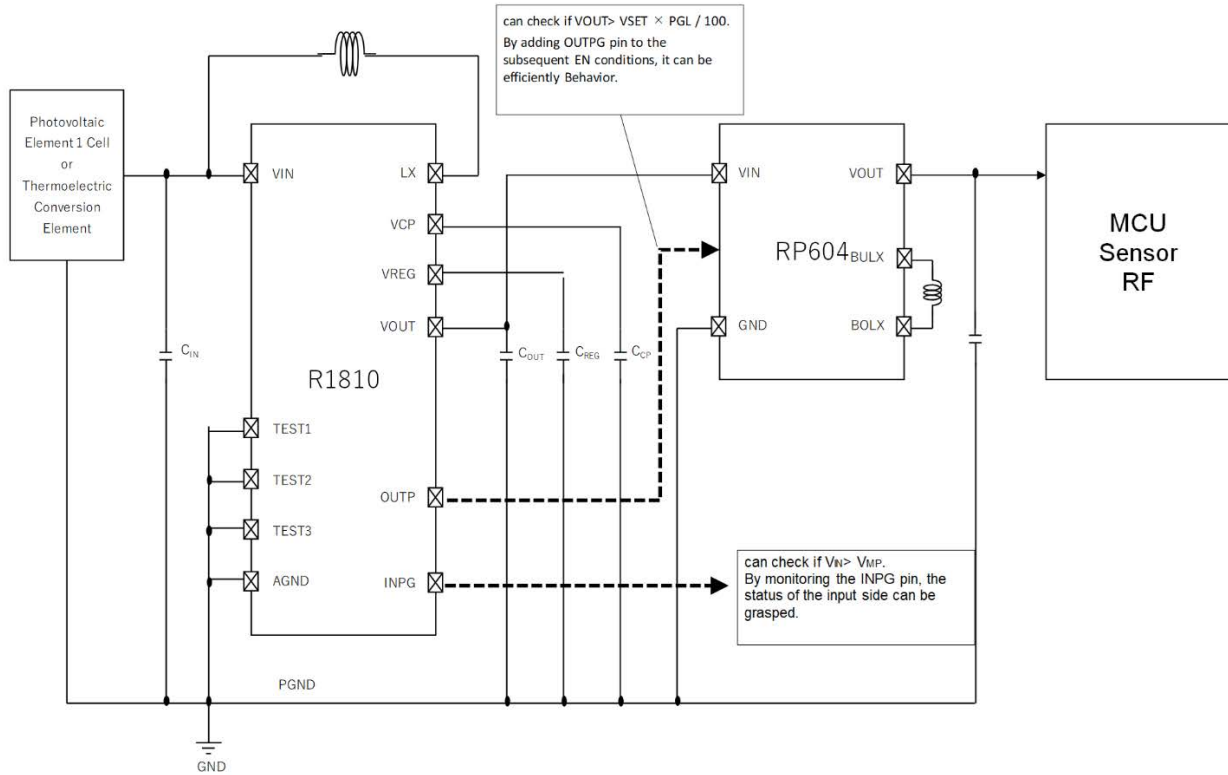 can check if VOUT> VSET × PGL / 100.
By adding OUTPG pin to the
subsequent EN conditions, it can be
efficiently Behavior.
Photovoltaic
Element 1 Cell
or
Thermoelectric
Conversion
Element
VIN
LX
VCP
VREG
VOUT
R1810
TEST1
TEST2
TEST3
AGND
OUTP
INPG
CIN
COUT
CREG
CCP
VIN
VOUT
RP604
BULX
GND
BOLX
MCU
Sensor
RF
can check if VIN> VMP.
By monitoring the INPG pin, the
status of the input side can be
grasped.
PGND
GND